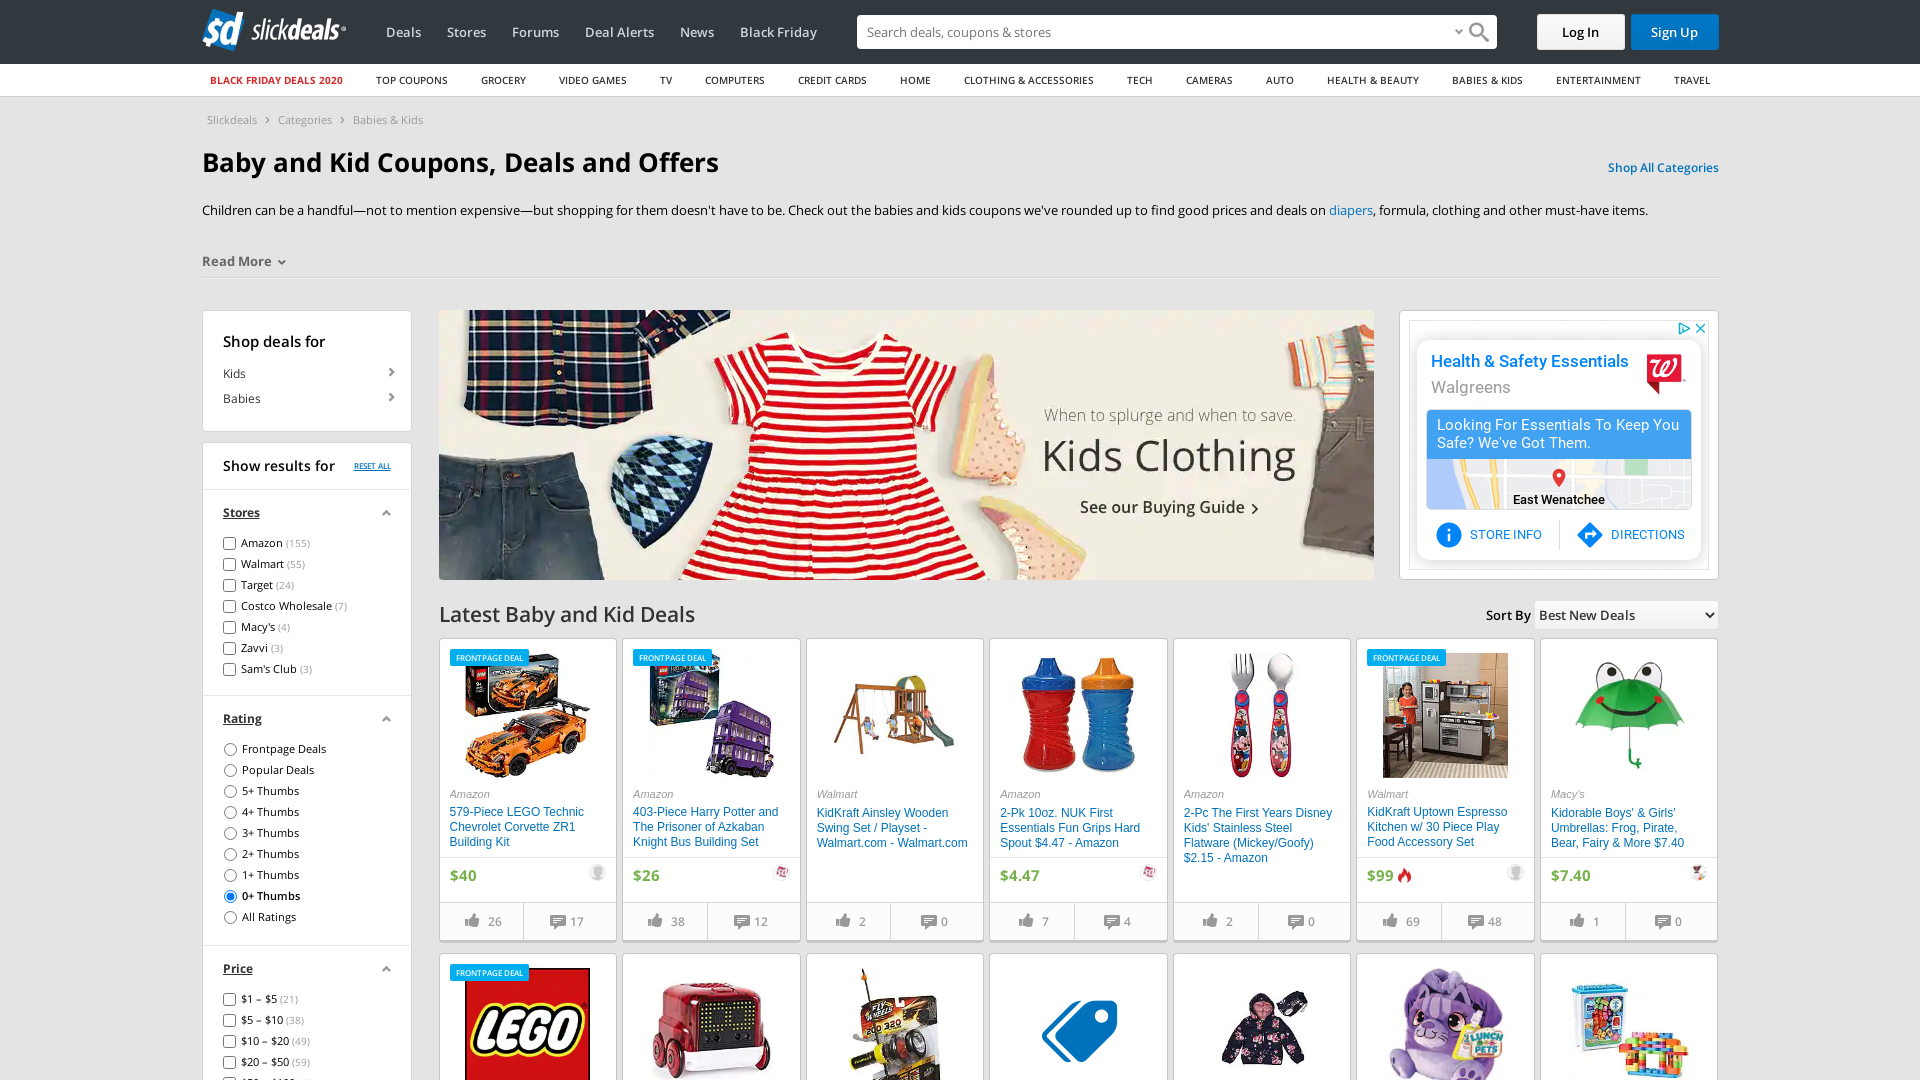 slickdeals
Deals
Stores
Forums
Deal Alerts
News
Black Friday
Search deals, coupons & stores
Log In
Sign Up
BLACK FRIDAY DEALS 2020
TOP COUPONS
GROCERY
VIDEO GAMES
TV
COMPUTERS
CREDIT CARDS
HOME
CLOTHING & ACCESSORIES
TECH
CAMERAS
AUTO
HEALTH & BEAUTY
BABIES & KIDS
ENTERTAINMENT
TRAVEL
Slickdeals > Categories > Babies & Kids
Baby and Kid Coupons, Deals and Offers
Shop All Categories
Children can be a handful—not to mention expensive—but shopping for them doesn't have to be. Check out the babies and kids coupons we've rounded up to find good prices and deals on diapers, formula, clothing and other must-have items.
Read More
Shop deals for
Kids
Babies
Show results for
RESET ALL
Stores
Amazon (155)
Walmart (55)
Target (24)
Costco Wholesale (7)
Macy's (4)
Zavvi (3)
Sam's Club (3)
Rating
Frontpage Deals
Popular Deals
5+ Thumbs
4+ Thumbs
3+ Thumbs
2+ Thumbs
1+ Thumbs
0+ Thumbs
All Ratings
Price
$1 – $5 (21)
$5 – $10 (38)
$10 – $20 (49)
$20 – $50 (59)
When to splurge and when to save.
Kids Clothing
See our Buying Guide
Health & Safety Essentials
Walgreens
Looking For Essentials To Keep You
Safe? We've Got Them.
East Wenatchee
STORE INFO
DIRECTIONS
Latest Baby and Kid Deals
Sort By
Best New Deals
FRONTPAGE DEAL
Amazon
579-Piece LEGO Technic
Chevrolet Corvette ZR1
Building Kit
$40
26
17
FRONTPAGE DEAL
Amazon
403-Piece Harry Potter and
The Prisoner of Azkaban
Knight Bus Building Set
$26
38
12
Walmart
KidKraft Ainsley Wooden
Swing Set / Playset -
Walmart.com - Walmart.com
2
0
Amazon
2-Pk 10oz. NUK First
Essentials Fun Grips Hard
Spout $4.47 - Amazon
$4.47
7
4
Amazon
2-Pc The First Years Disney
Kids' Stainless Steel
Flatware (Mickey/Goofy)
$2.15 - Amazon
2
0
FRONTPAGE DEAL
Walmart
KidKraft Uptown Espresso
Kitchen w/ 30 Piece Play
Food Accessory Set
$99
69
48
Macy's
Kidorable Boys' & Girls'
Umbrellas: Frog, Pirate,
Bear, Fairy & More $7.40
$7.40
1
0
FRONTPAGE DEAL
LEGO
FLY
WHEELS
LUNCH
PETS